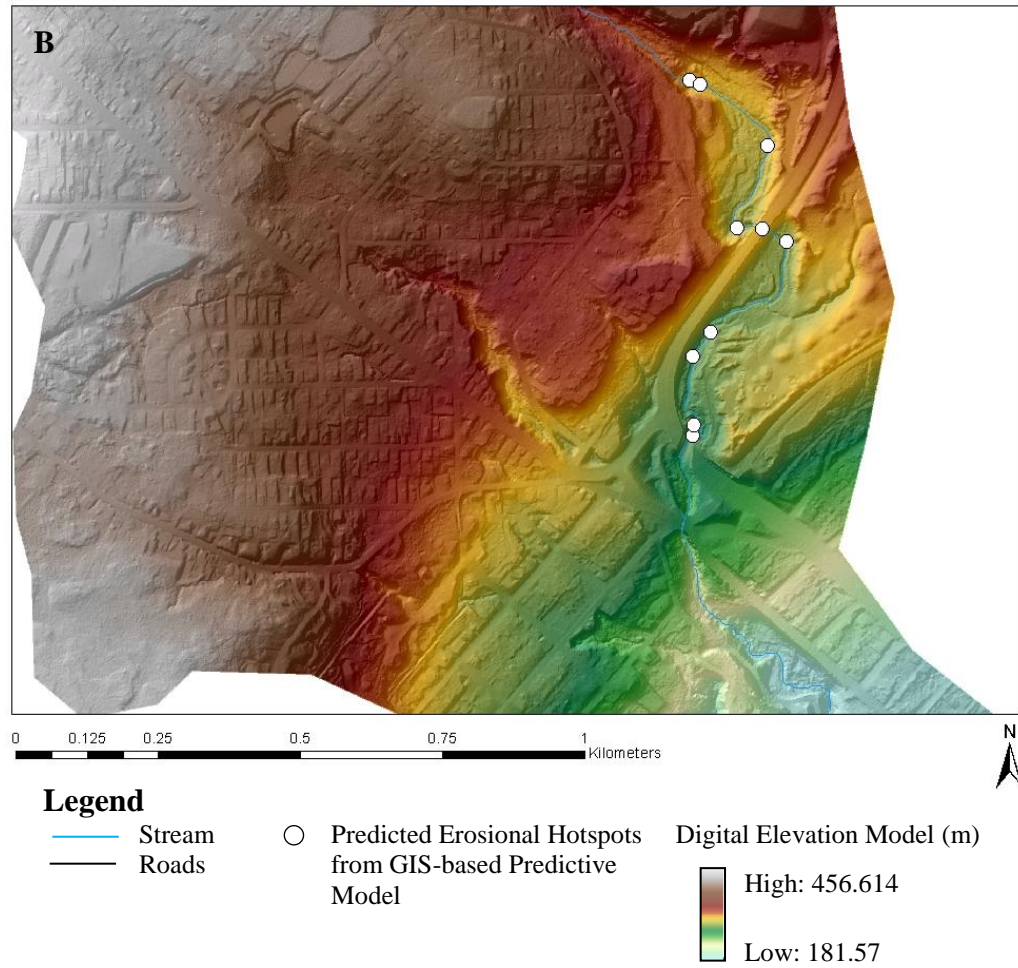 B
0 0.125 0.25 0.5 0.75 1
Kilometers
N
Legend
Stream
Roads
Predicted Erosional Hotspots
from GIS-based Predictive
Model
Digital Elevation Model (m)
High: 456.614
Low: 181.57